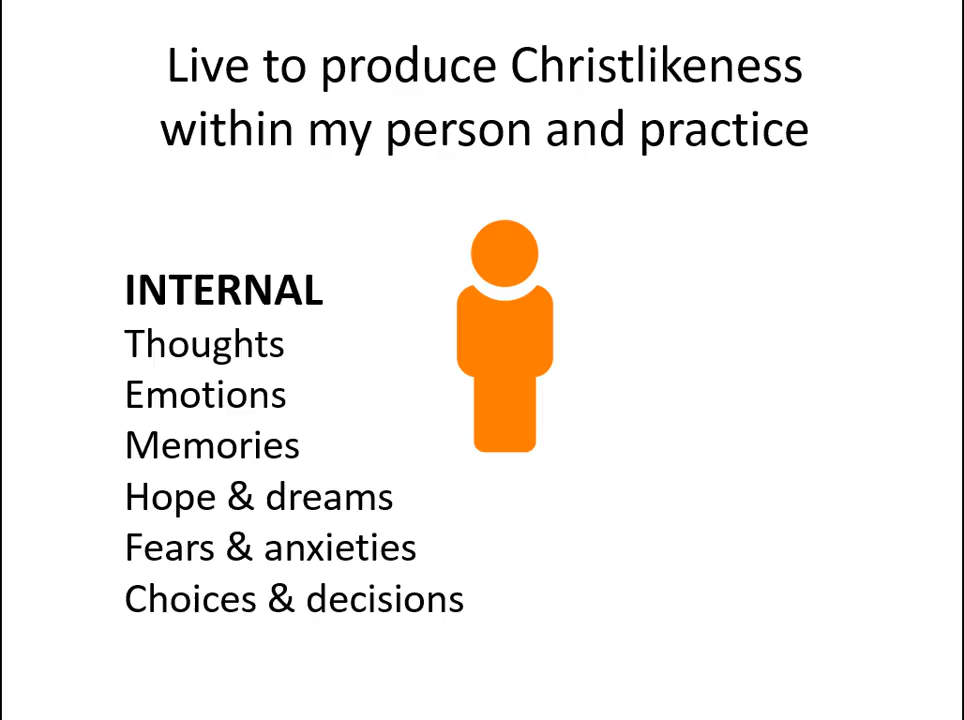 Live to produce Christlikeness
within my person and practice
INTERNAL
Thoughts
Emotions
Memories
Hope & dreams
Fears & anxieties
Choices & decisions